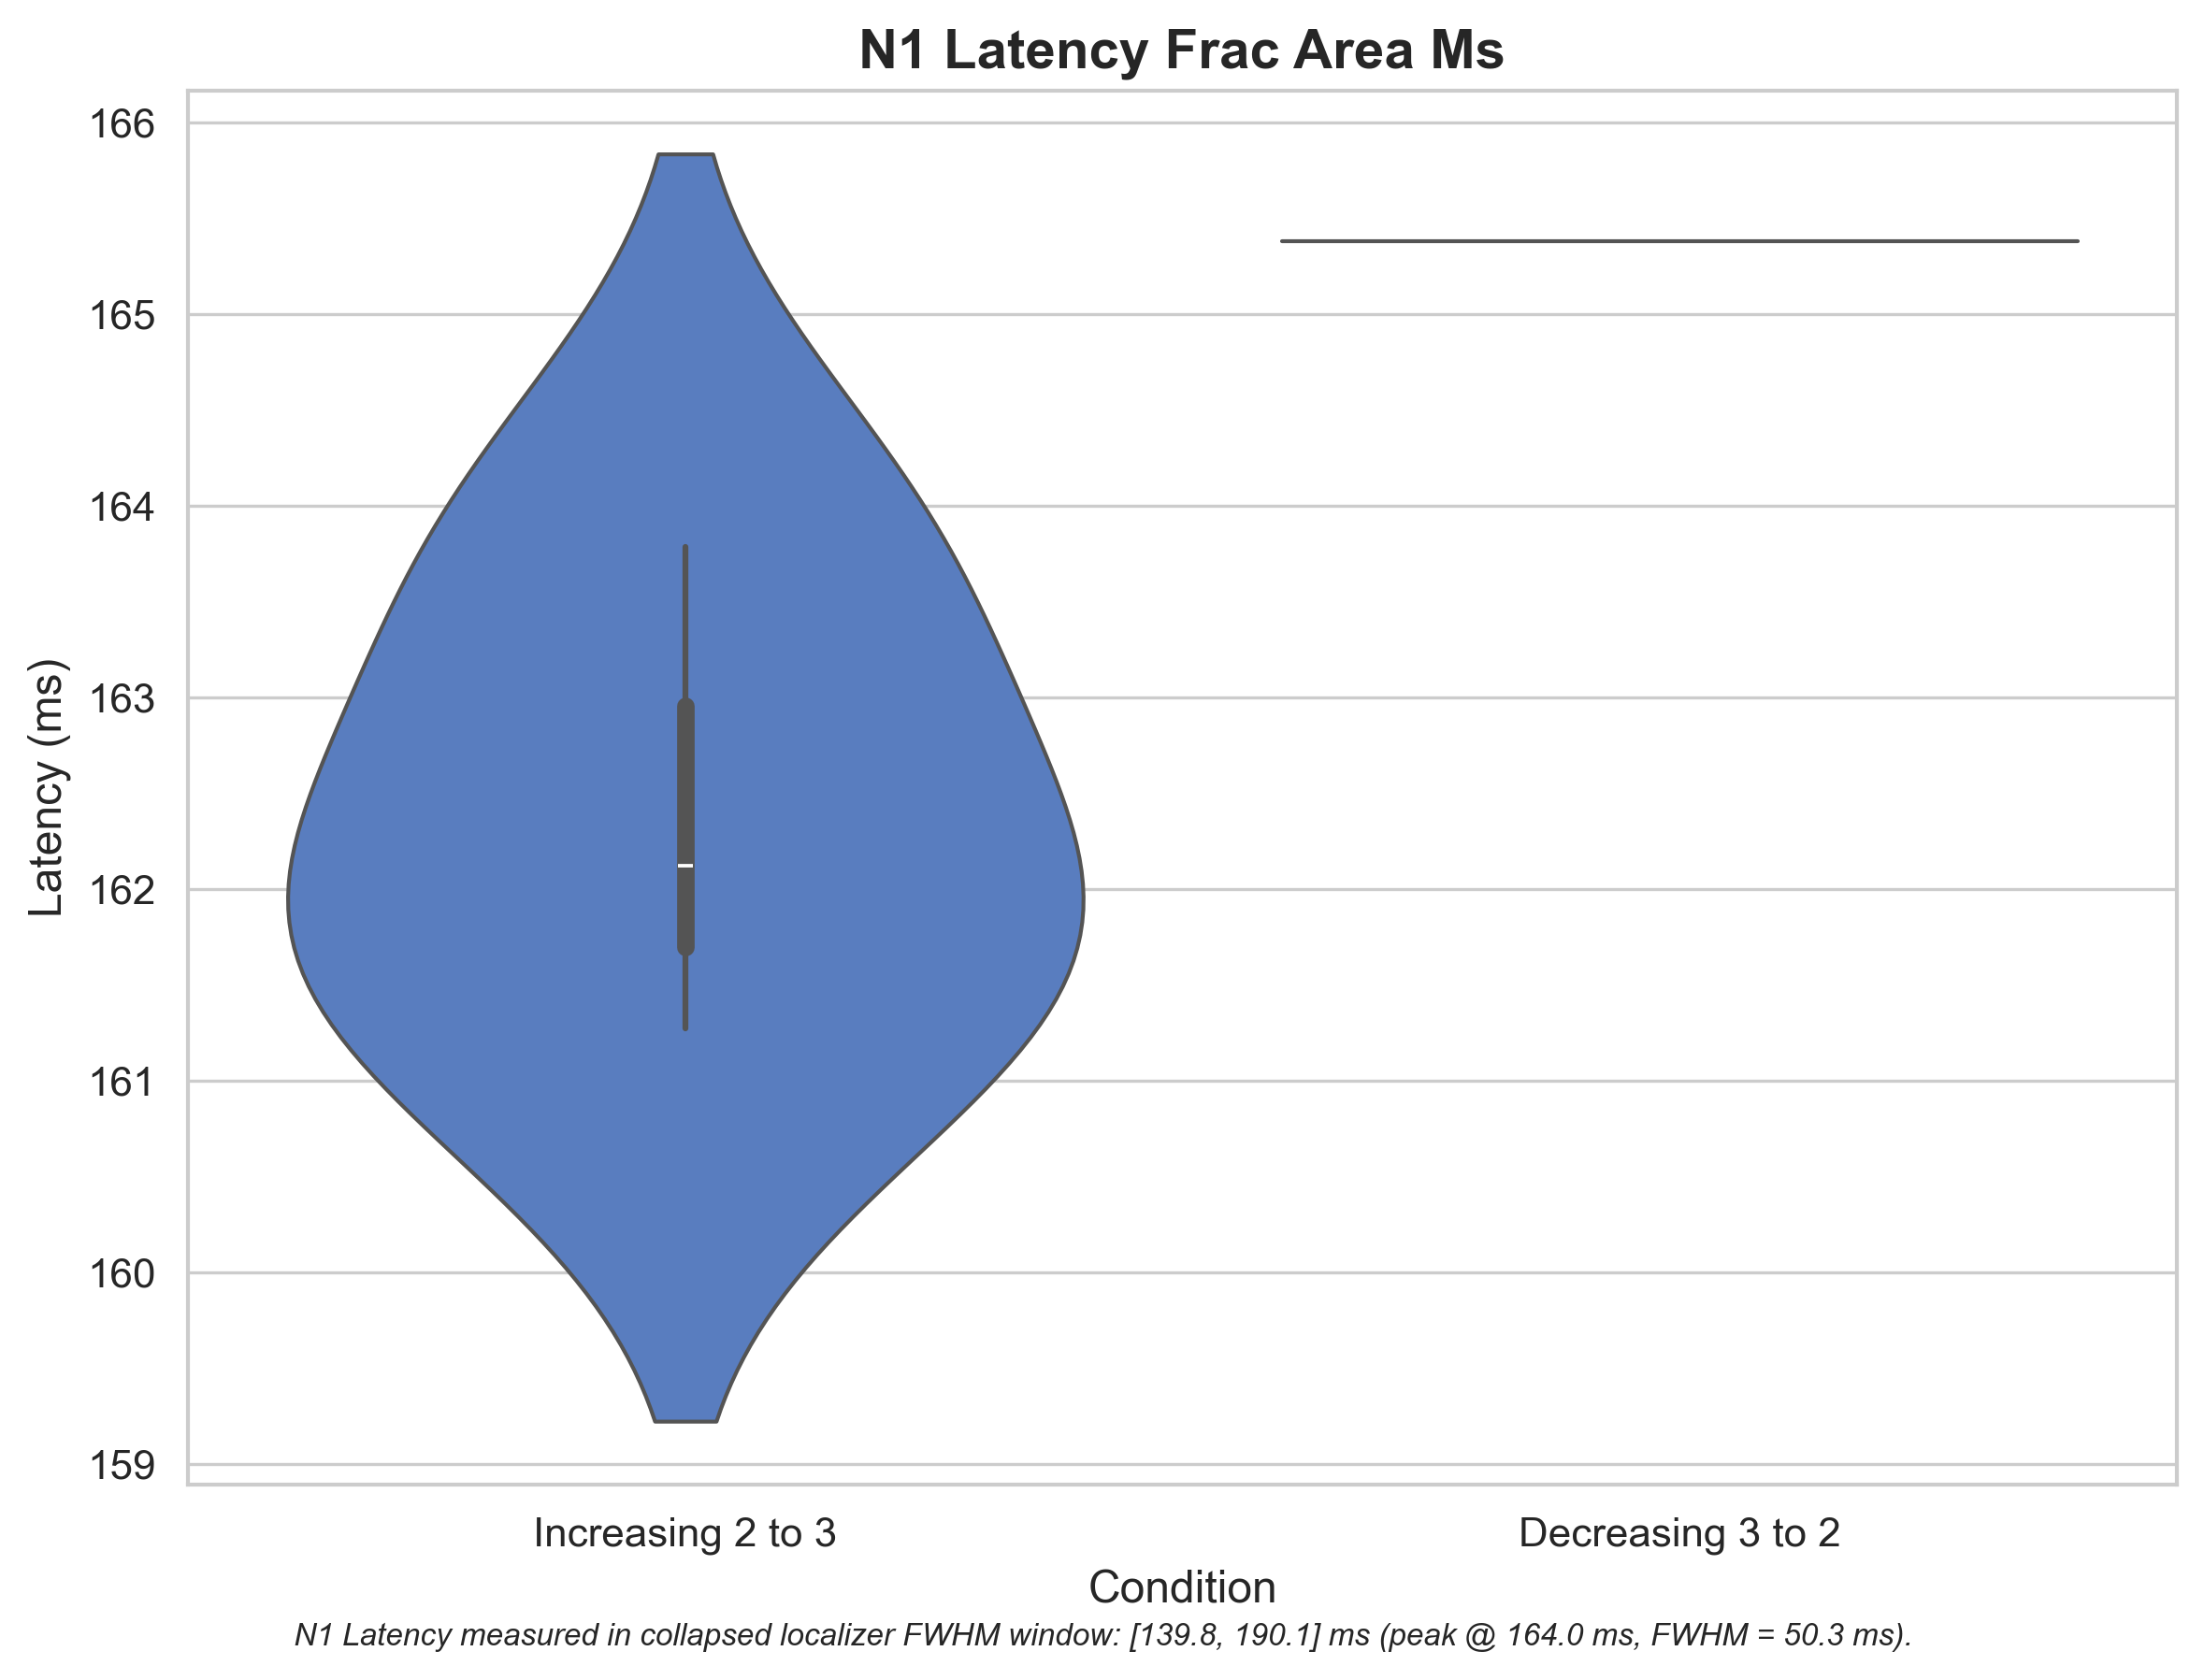 N1 Latency Frac Area Ms
166
165
164
163
162
161
160
159
Latency (ms)
Increasing 2 to 3
Decreasing 3 to 2
Condition
N1 Latency measured in collapsed localizer FWHM window: [139.8, 190.1] ms (peak @ 164.0 ms, FWHM = 50.3 ms).